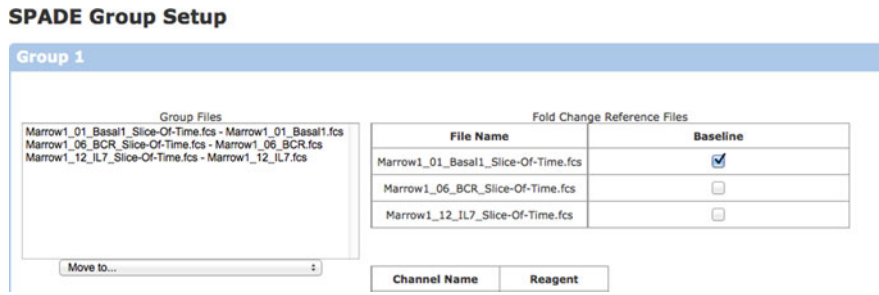 SPADE Group Setup
Group 1
Group Files
Marrow1_01_Basal1_Slice-Of-Time.fcs - Marrow1_01_Basal1.fcs
Marrow1_06_BCR_Slice-Of-Time.fcs - Marrow1_06_BCR.fcs
Marrow1_12_IL7_Slice-Of-Time.fcs - Marrow1_12_IL7.fcs
Move to...
Fold Change Reference Files
File Name Baseline
Marrow1_01_Basal1_Slice-Of-Time.fcs
Marrow1_06_BCR_Slice-Of-Time.fcs
Marrow1_12_IL7_Slice-Of-Time.fcs
Channel Name Reagent